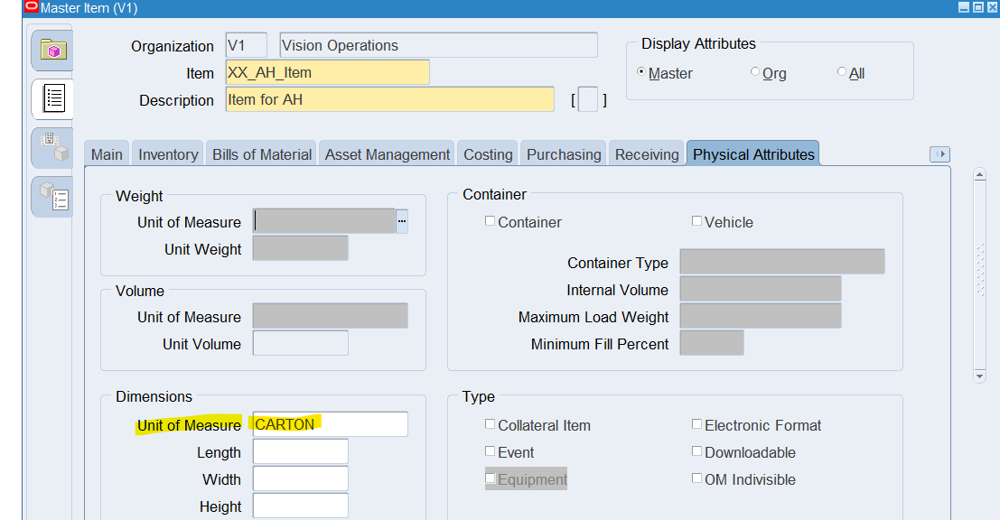 Master Item (V1)
Organization V1 Vision Operations
Item XX_AH_Item
Description Item for AH [ ]
Display Attributes
Master Org All
Main Inventory Bills of Material Asset Management Costing Purchasing Receiving Physical Attributes
Weight
Unit of Measure ...
Unit Weight
Volume
Unit of Measure
Unit Volume
Container
Container Vehicle
Container Type
Internal Volume
Maximum Load Weight
Minimum Fill Percent
Dimensions
Unit of Measure CARTON
Length
Width
Height
Type
Collateral Item Electronic Format
Event Downloadable
Equipment OM Indivisible